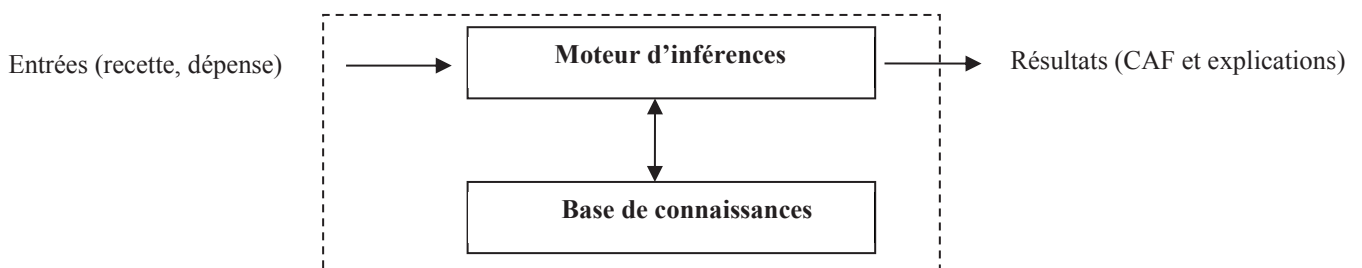 Moteur d’inférences
Entrées (recette, dépense)
Résultats (CAF et explications)
Base de connaissances